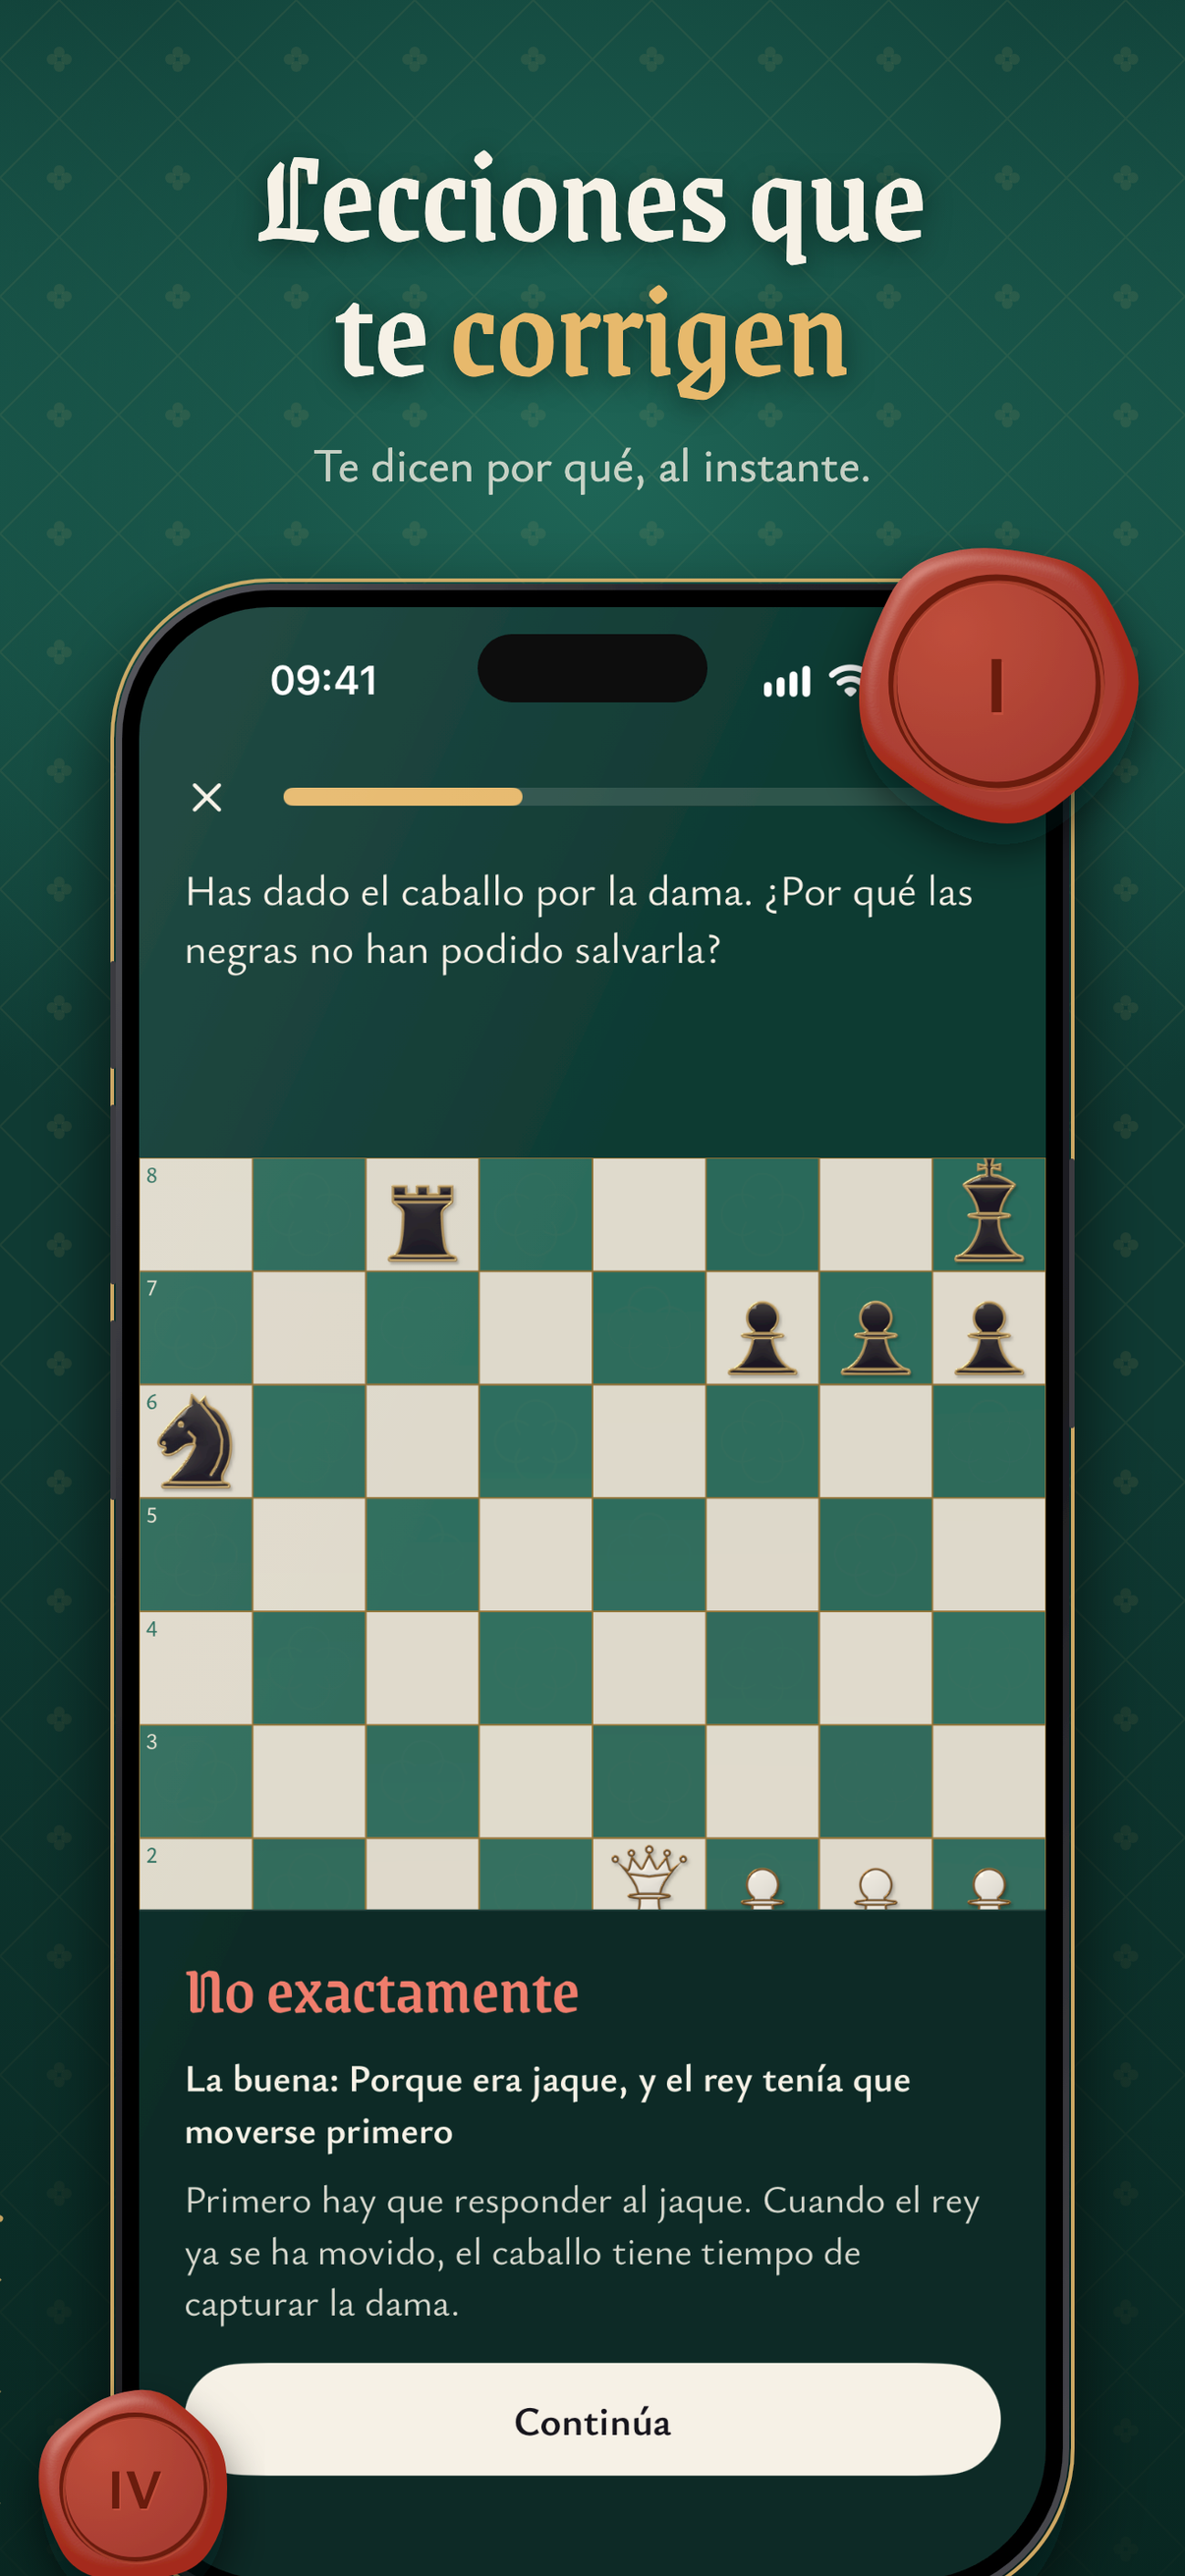 Lecciones que
te corrigen
Te dicen por qué, al instante.
I
09:41
Has dado el caballo por la dama. ¿Por qué las
negras no han podido salvarla?
8
7
6
5
4
3
2
No exactamente
La buena: Porque era jaque, y el rey tenía que
moverse primero
Primero hay que responder al jaque. Cuando el rey
ya se ha movido, el caballo tiene tiempo de
capturar la dama.
Continúa
IV